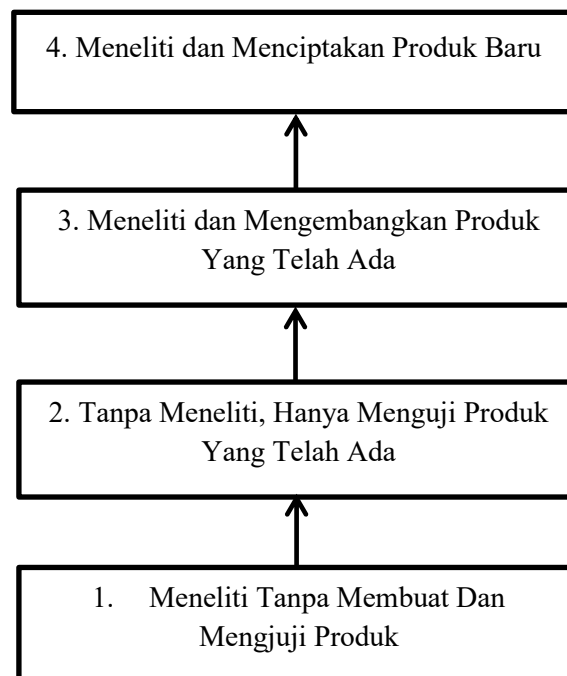 4. Meneliti dan Menciptakan Produk Baru
3. Meneliti dan Mengembangkan Produk
Yang Telah Ada
2. Tanpa Meneliti, Hanya Menguji Produk
Yang Telah Ada
1. Meneliti Tanpa Membuat Dan
Mengjuji Produk